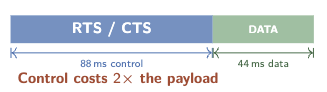 RTS / CTS DATA
88 ms control 44 ms data
Control costs 2× the payload